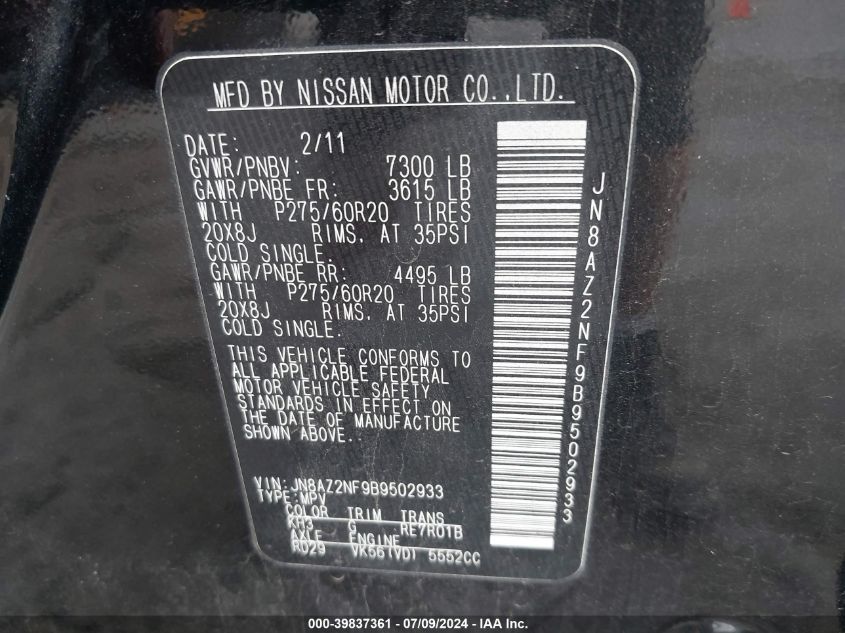 MFD BY NISSAN MOTOR CO.,LTD.
DATE: 2/11
GVWR/PNBV: 7300 LB
GAWR/PNBE FR: 3615 LB
WITH P275/60R20 TIRES
20X8J RIMS. AT 35PSI
COLD SINGLE.
GAWR/PNBE RR: 4495 LB
WITH P275/60R20 TIRES
20X8J RIMS. AT 35PSI
COLD SINGLE.
THIS VEHICLE CONFORMS TO
ALL APPLICABLE FEDERAL
MOTOR VEHICLE SAFETY
STANDARDS IN EFFECT ON
THE DATE OF MANUFACTURE
SHOWN ABOVE.
VIN: JN8AZ2NF9B9502933
TYPE: MPV
COLOR TRIM TRANS
KH3 G RE7R01B
AXLE ENGINE
RD29 VK56(VD) 5552CC
JN8AZ2NF9B9502933
000-39837361 - 07/09/2024 - IAA Inc.